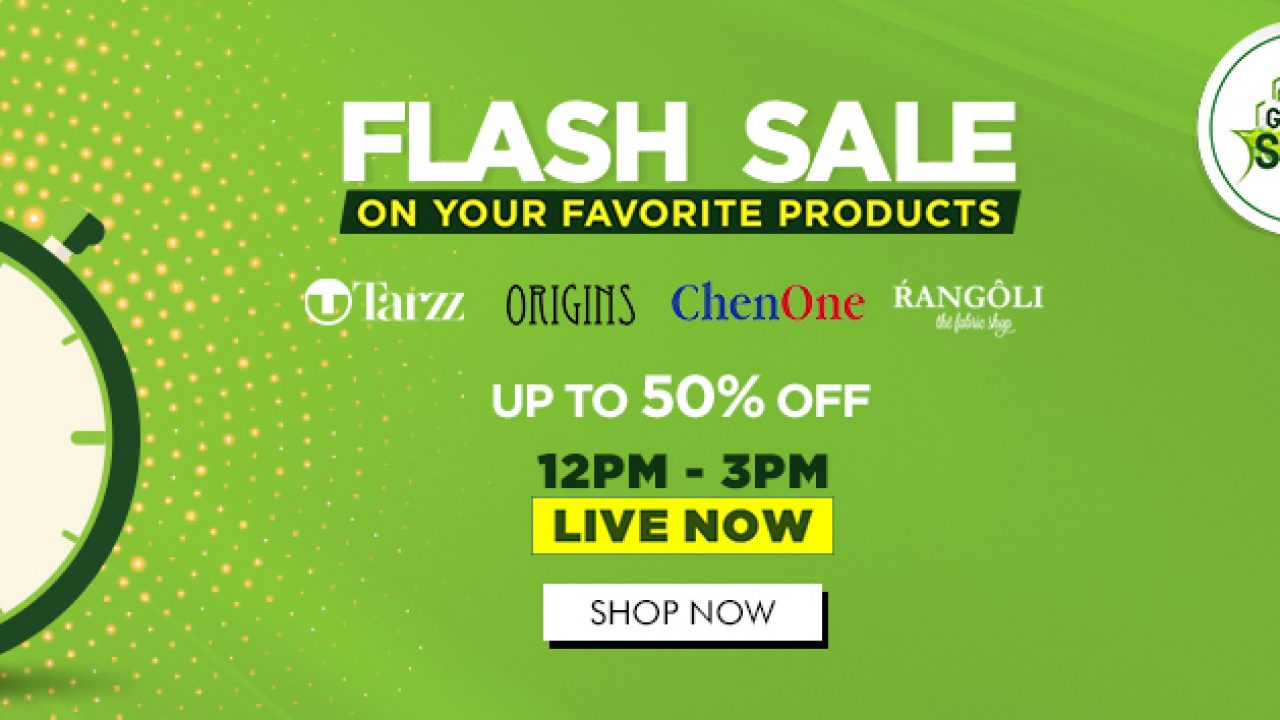 FLASH SALE
ON YOUR FAVORITE PRODUCTS
Tarzz
ORIGINS
ChenOne
ŔANGÔLI
the fabric shop
UP TO 50% OFF
12PM - 3PM
LIVE NOW
SHOP NOW